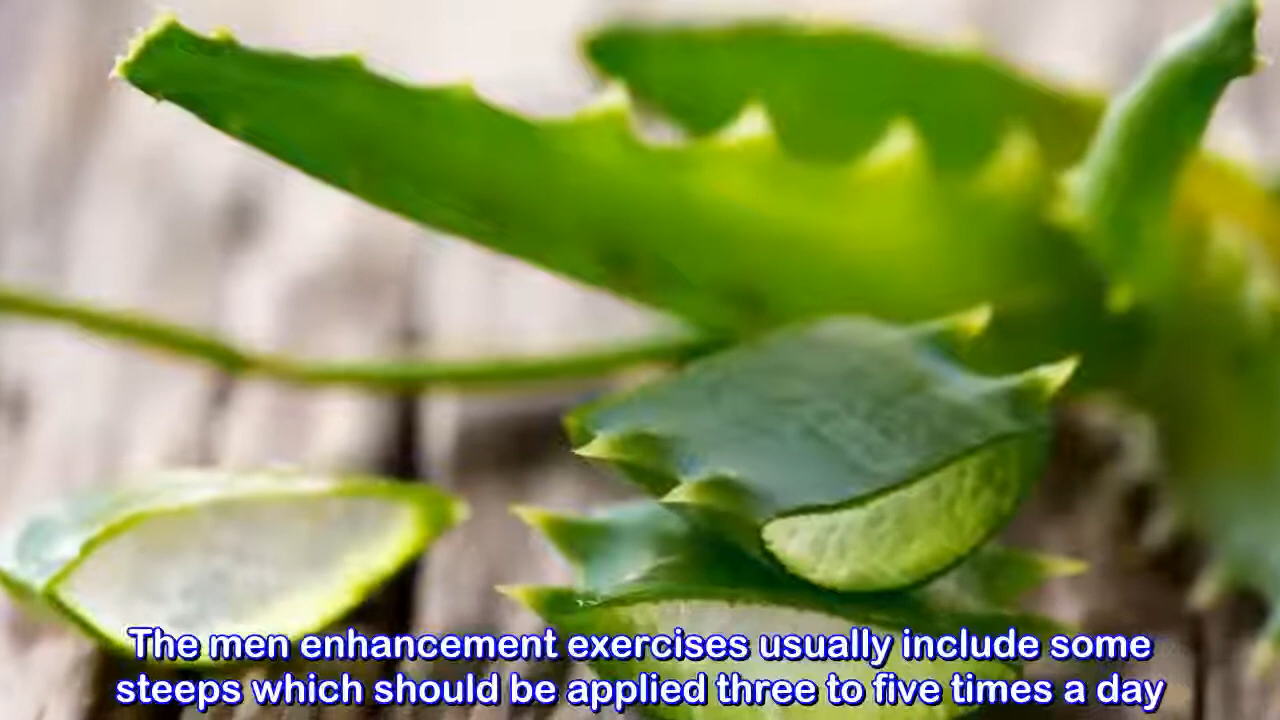 The men enhancement exercises usually include some
steeps which should be applied three to five times a day